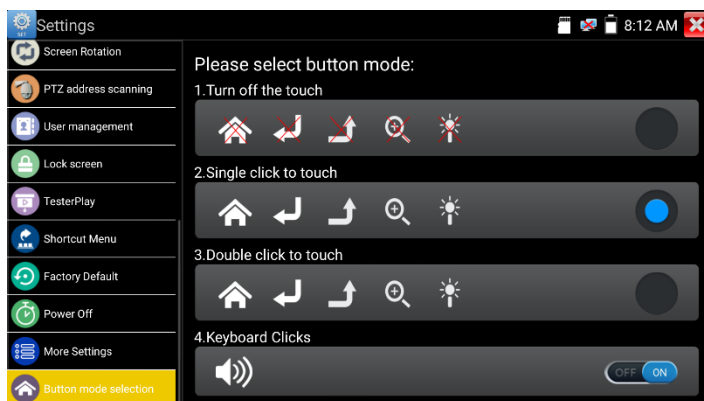 Settings
8:12 AM
SET
Screen Rotation
PTZ address scanning
User management
Lock screen
TesterPlay
Shortcut Menu
Factory Default
Power Off
More Settings
Button mode selection
Please select button mode:
1.Turn off the touch
2.Single click to touch
3.Double click to touch
4.Keyboard Clicks
OFF ON